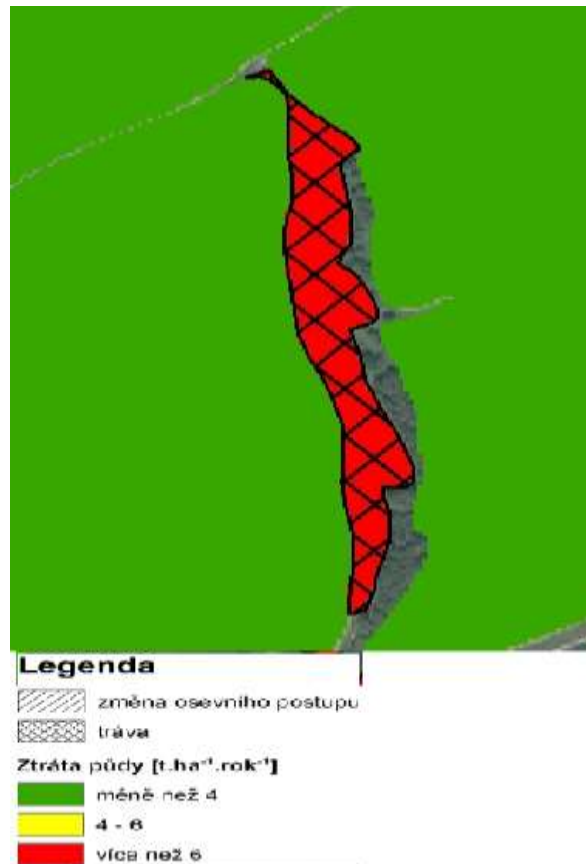 Legenda
změna osevního postupu
tráva
Ztráta půdy [t.ha⁻¹.rok⁻¹]
méně než 4
4 - 6
více než 6